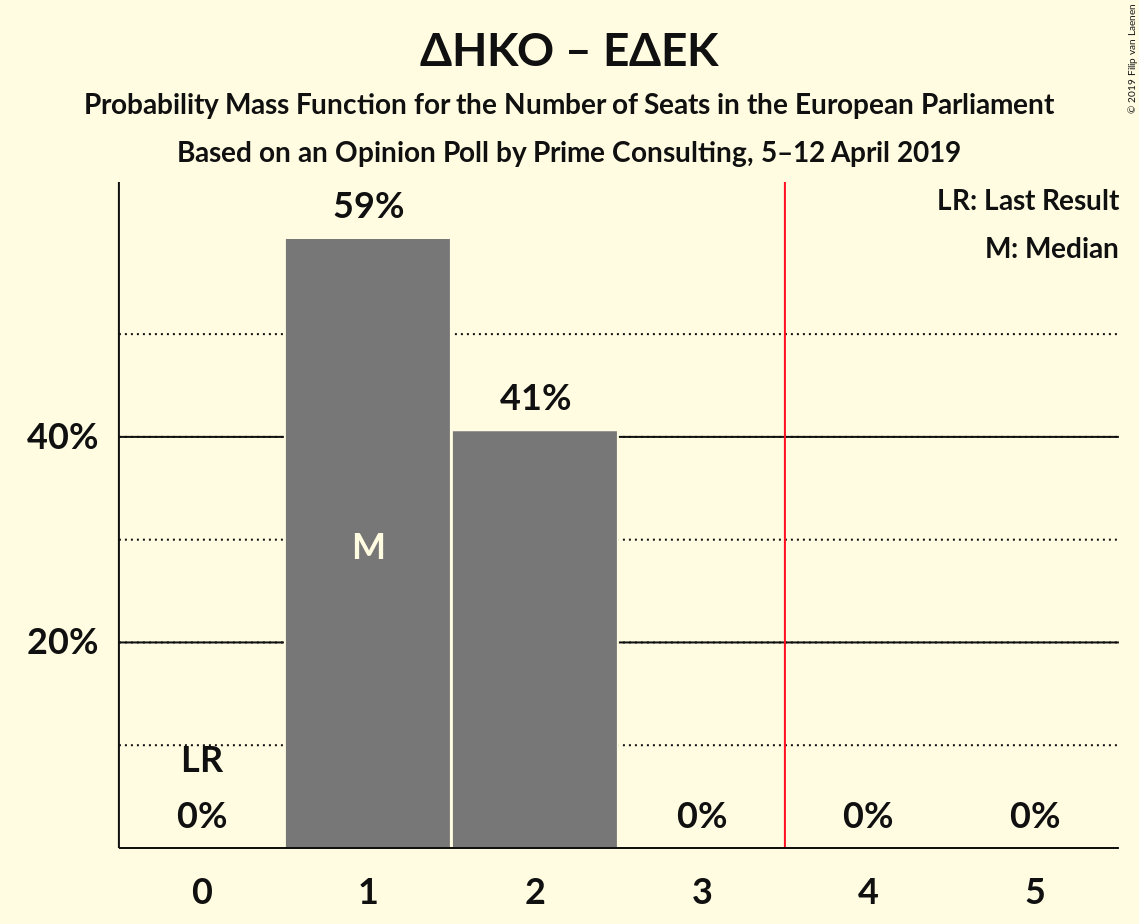 ΔΗΚΟ – ΕΔΕΚ
Probability Mass Function for the Number of Seats in the European Parliament
Based on an Opinion Poll by Prime Consulting, 5–12 April 2019
© 2019 Filip van Laenen
LR: Last Result
M: Median
59%
41%
40%
M
20%
LR
0%
0%
0%
0%
0
1
2
3
4
5